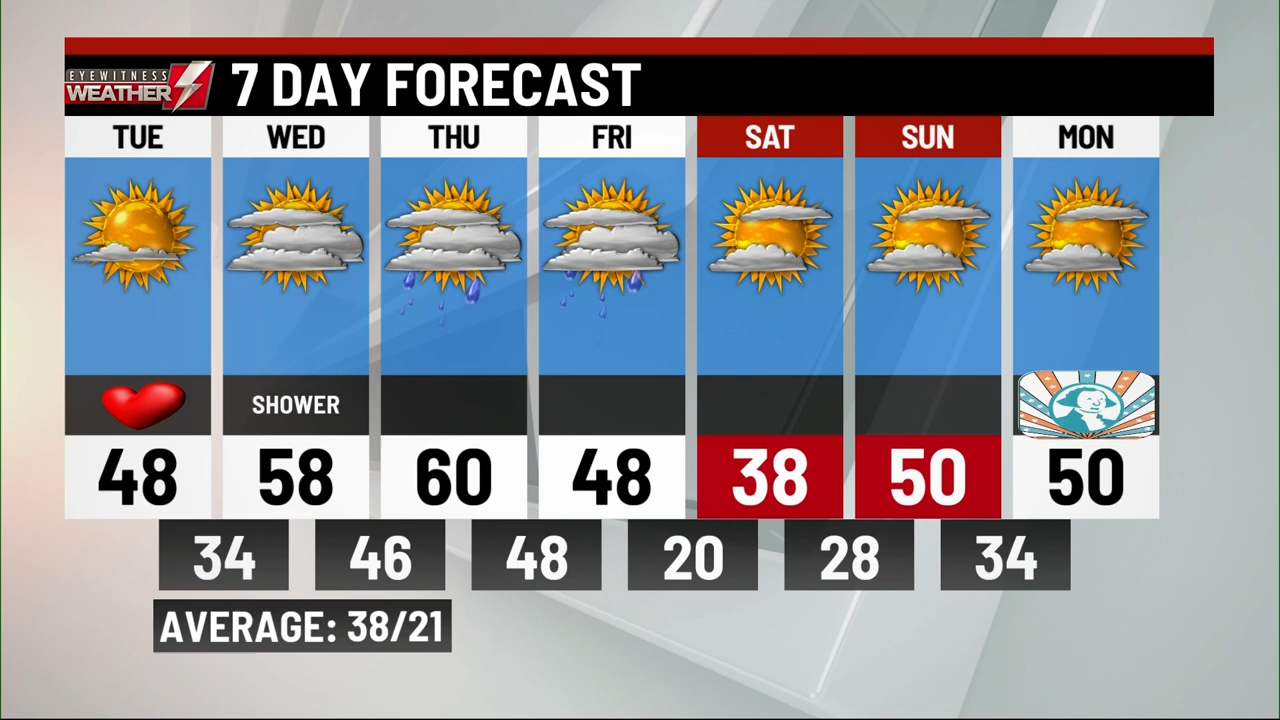 EYEWITNESS
WEATHER
7 DAY FORECAST
TUE WED THU FRI SAT SUN MON
SHOWER
48 58 60 48 38 50 50
34 46 48 20 28 34
AVERAGE: 38/21